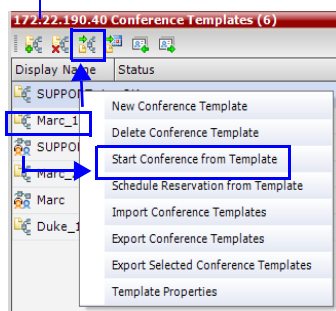 172.22.190.40 Conference Templates (6)
Display Name Status
SUPPO
New Conference Template
Marc_1
Delete Conference Template
SUPPO
Start Conference from Template
Marc_
Schedule Reservation from Template
Marc
Import Conference Templates
Duke_1
Export Conference Templates
Export Selected Conference Templates
Template Properties